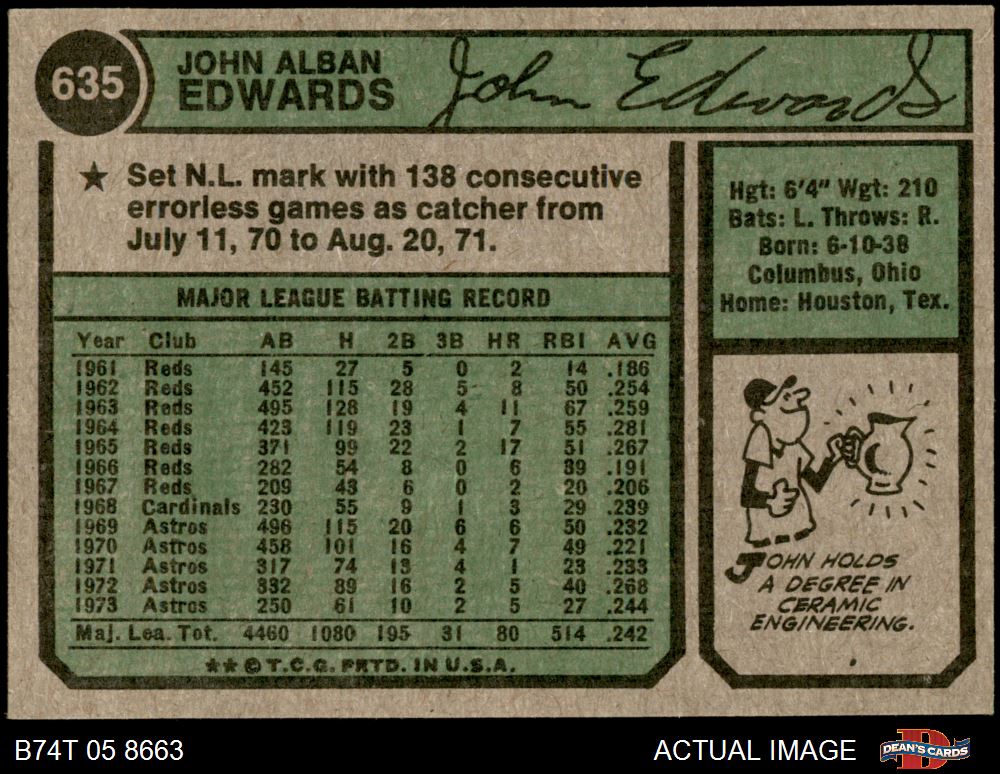 635
JOHN ALBAN
EDWARDS
John Edwards
★ Set N.L. mark with 138 consecutive
errorless games as catcher from
July 11, 70 to Aug. 20, 71.
Hgt: 6'4" Wgt: 210
Bats: L. Throws: R.
Born: 6-10-38
Columbus, Ohio
Home: Houston, Tex.
MAJOR LEAGUE BATTING RECORD
Year Club AB H 2B 3B HR RBI AVG
1961 Reds 145 27 5 0 2 14 .186
1962 Reds 452 115 28 5 8 50 .254
1963 Reds 495 128 19 4 11 67 .259
1964 Reds 423 119 23 1 7 55 .281
1965 Reds 371 99 22 2 17 51 .267
1966 Reds 282 54 8 0 6 39 .191
1967 Reds 209 43 6 0 2 20 .206
1968 Cardinals 230 55 9 1 3 29 .239
1969 Astros 496 115 20 6 6 50 .232
1970 Astros 458 101 16 4 7 49 .221
1971 Astros 317 74 13 4 1 23 .233
1972 Astros 332 89 16 2 5 40 .268
1973 Astros 250 61 10 2 5 27 .244
Maj. Lea. Tot. 4460 1080 195 31 80 514 .242
★★ © T.C.G. PRTD. IN U.S.A.
JOHN HOLDS
A DEGREE IN
CERAMIC
ENGINEERING.
B74T 05 8663
ACTUAL IMAGE
DEAN'S CARDS